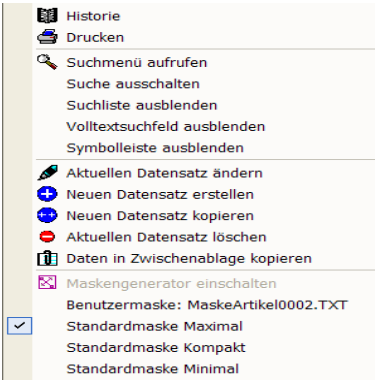 Historie
Drucken
Suchmenü aufrufen
Suche ausschalten
Suchliste ausblenden
Volltextsuchfeld ausblenden
Symbolleiste ausblenden
Aktuellen Datensatz ändern
Neuen Datensatz erstellen
Neuen Datensatz kopieren
Aktuellen Datensatz löschen
Daten in Zwischenablage kopieren
Maskengenerator einschalten
Benutzermaske: MaskeArtikel0002.TXT
Standardmaske Maximal
Standardmaske Kompakt
Standardmaske Minimal